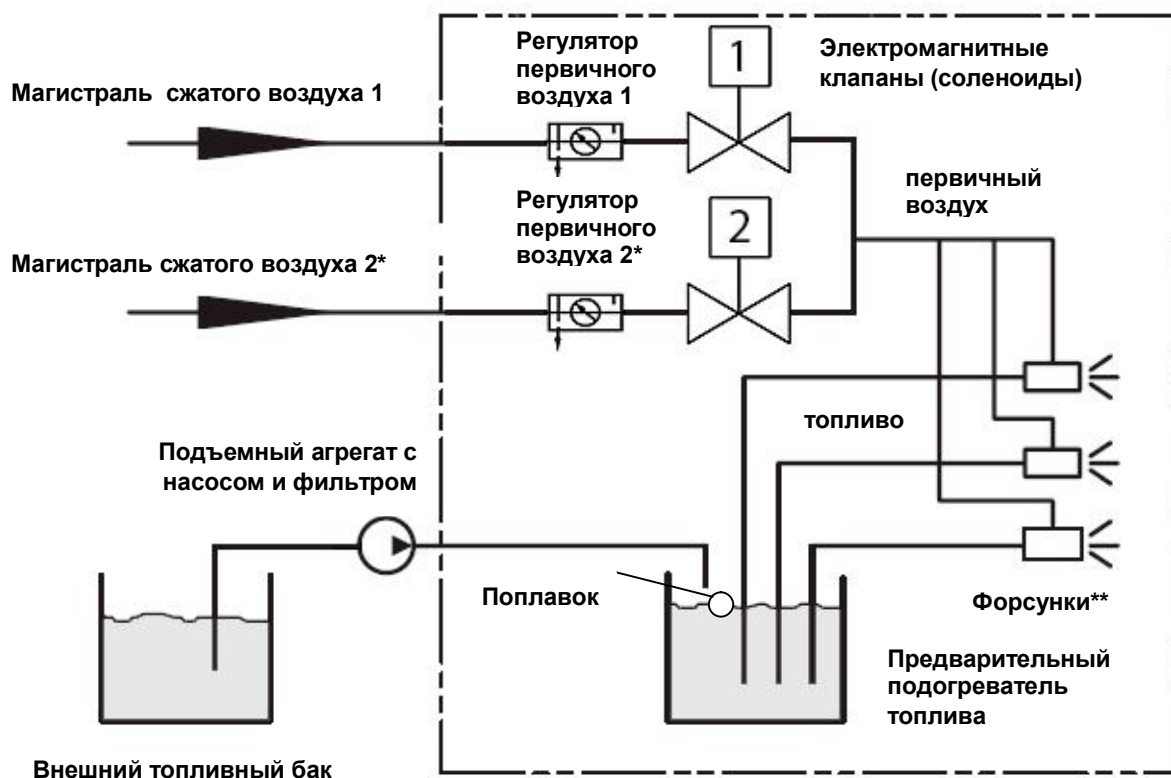 Регулятор
первичного
воздуха 1
1
Электромагнитные
клапаны (соленоиды)
Магистраль сжатого воздуха 1
Регулятор
первичного
воздуха 2*
2
первичный
воздух
Магистраль сжатого воздуха 2*
топливо
Подъемный агрегат с
насосом и фильтром
Поплавок
Форсунки**
Предварительный
подогреватель
топлива
Внешний топливный бак